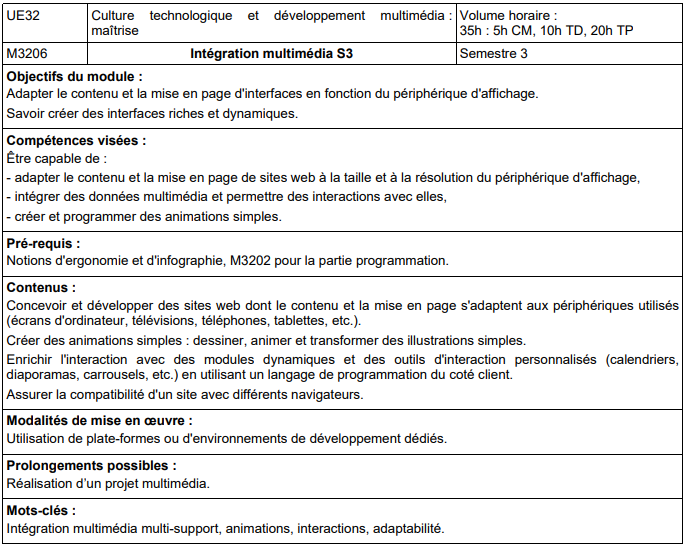 UE32 Culture technologique et développement multimédia : Volume horaire :
maîtrise 35h : 5h CM, 10h TD, 20h TP
M3206 Intégration multimédia S3 Semestre 3
Objectifs du module :
Adapter le contenu et la mise en page d'interfaces en fonction du périphérique d'affichage.
Savoir créer des interfaces riches et dynamiques.
Compétences visées :
Être capable de :
- adapter le contenu et la mise en page de sites web à la taille et à la résolution du périphérique d'affichage,
- intégrer des données multimédia et permettre des interactions avec elles,
- créer et programmer des animations simples.
Pré-requis :
Notions d'ergonomie et d'infographie, M3202 pour la partie programmation.
Contenus :
Concevoir et développer des sites web dont le contenu et la mise en page s'adaptent aux périphériques utilisés
(écrans d'ordinateur, télévisions, téléphones, tablettes, etc.).
Créer des animations simples : dessiner, animer et transformer des illustrations simples.
Enrichir l'interaction avec des modules dynamiques et des outils d'interaction personnalisés (calendriers,
diaporamas, carrousels, etc.) en utilisant un langage de programmation du coté client.
Assurer la compatibilité d'un site avec différents navigateurs.
Modalités de mise en œuvre :
Utilisation de plate-formes ou d'environnements de développement dédiés.
Prolongements possibles :
Réalisation d’un projet multimédia.
Mots-clés :
Intégration multimédia multi-support, animations, interactions, adaptabilité.